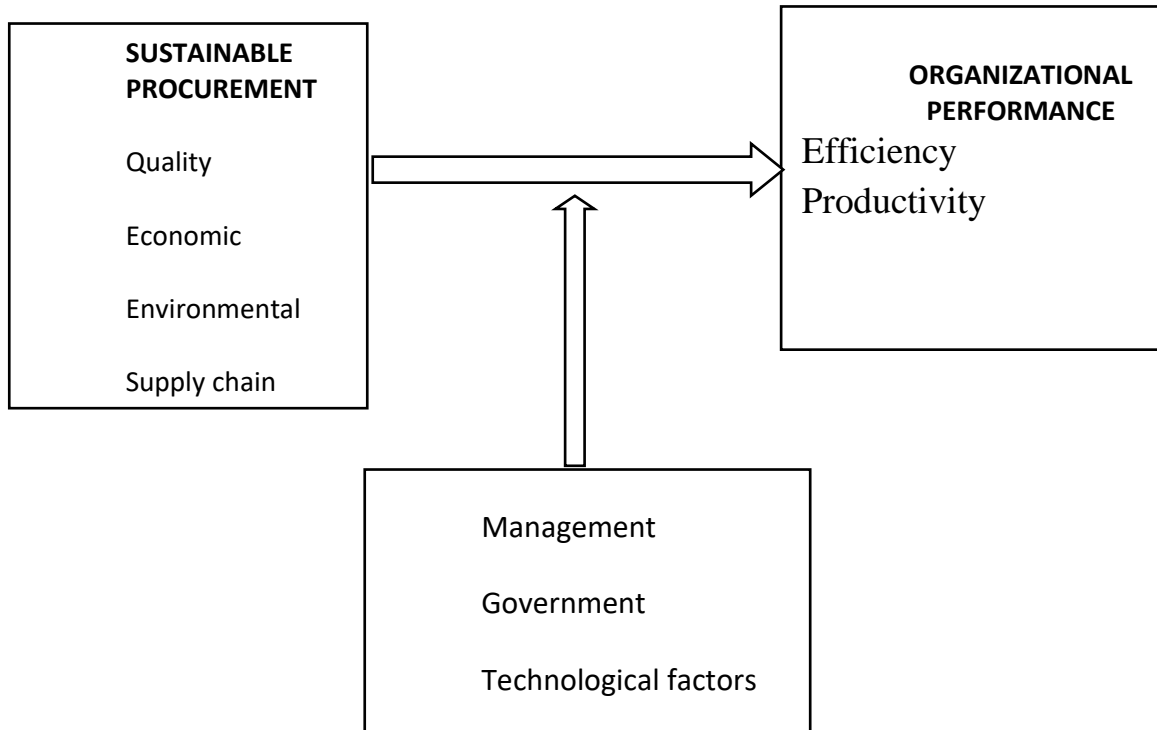 SUSTAINABLE
PROCUREMENT
Quality
Economic
Environmental
Supply chain
ORGANIZATIONAL
PERFORMANCE
Efficiency
Productivity
Management
Government
Technological factors